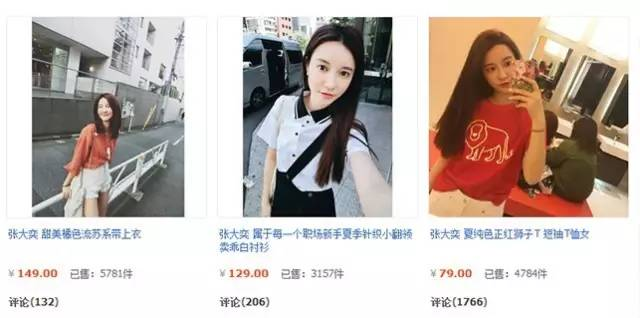 张大奕 甜美橘色流苏系带上衣
¥ 149.00 已售：5781件
评论(132)
张大奕 属于每一个职场新手夏季针织小翻领
卖乖白衬衫
¥ 129.00 已售：3157件
评论(206)
张大奕 夏纯色正红狮子T 短袖T恤女
¥ 79.00 已售：4784件
评论(1766)